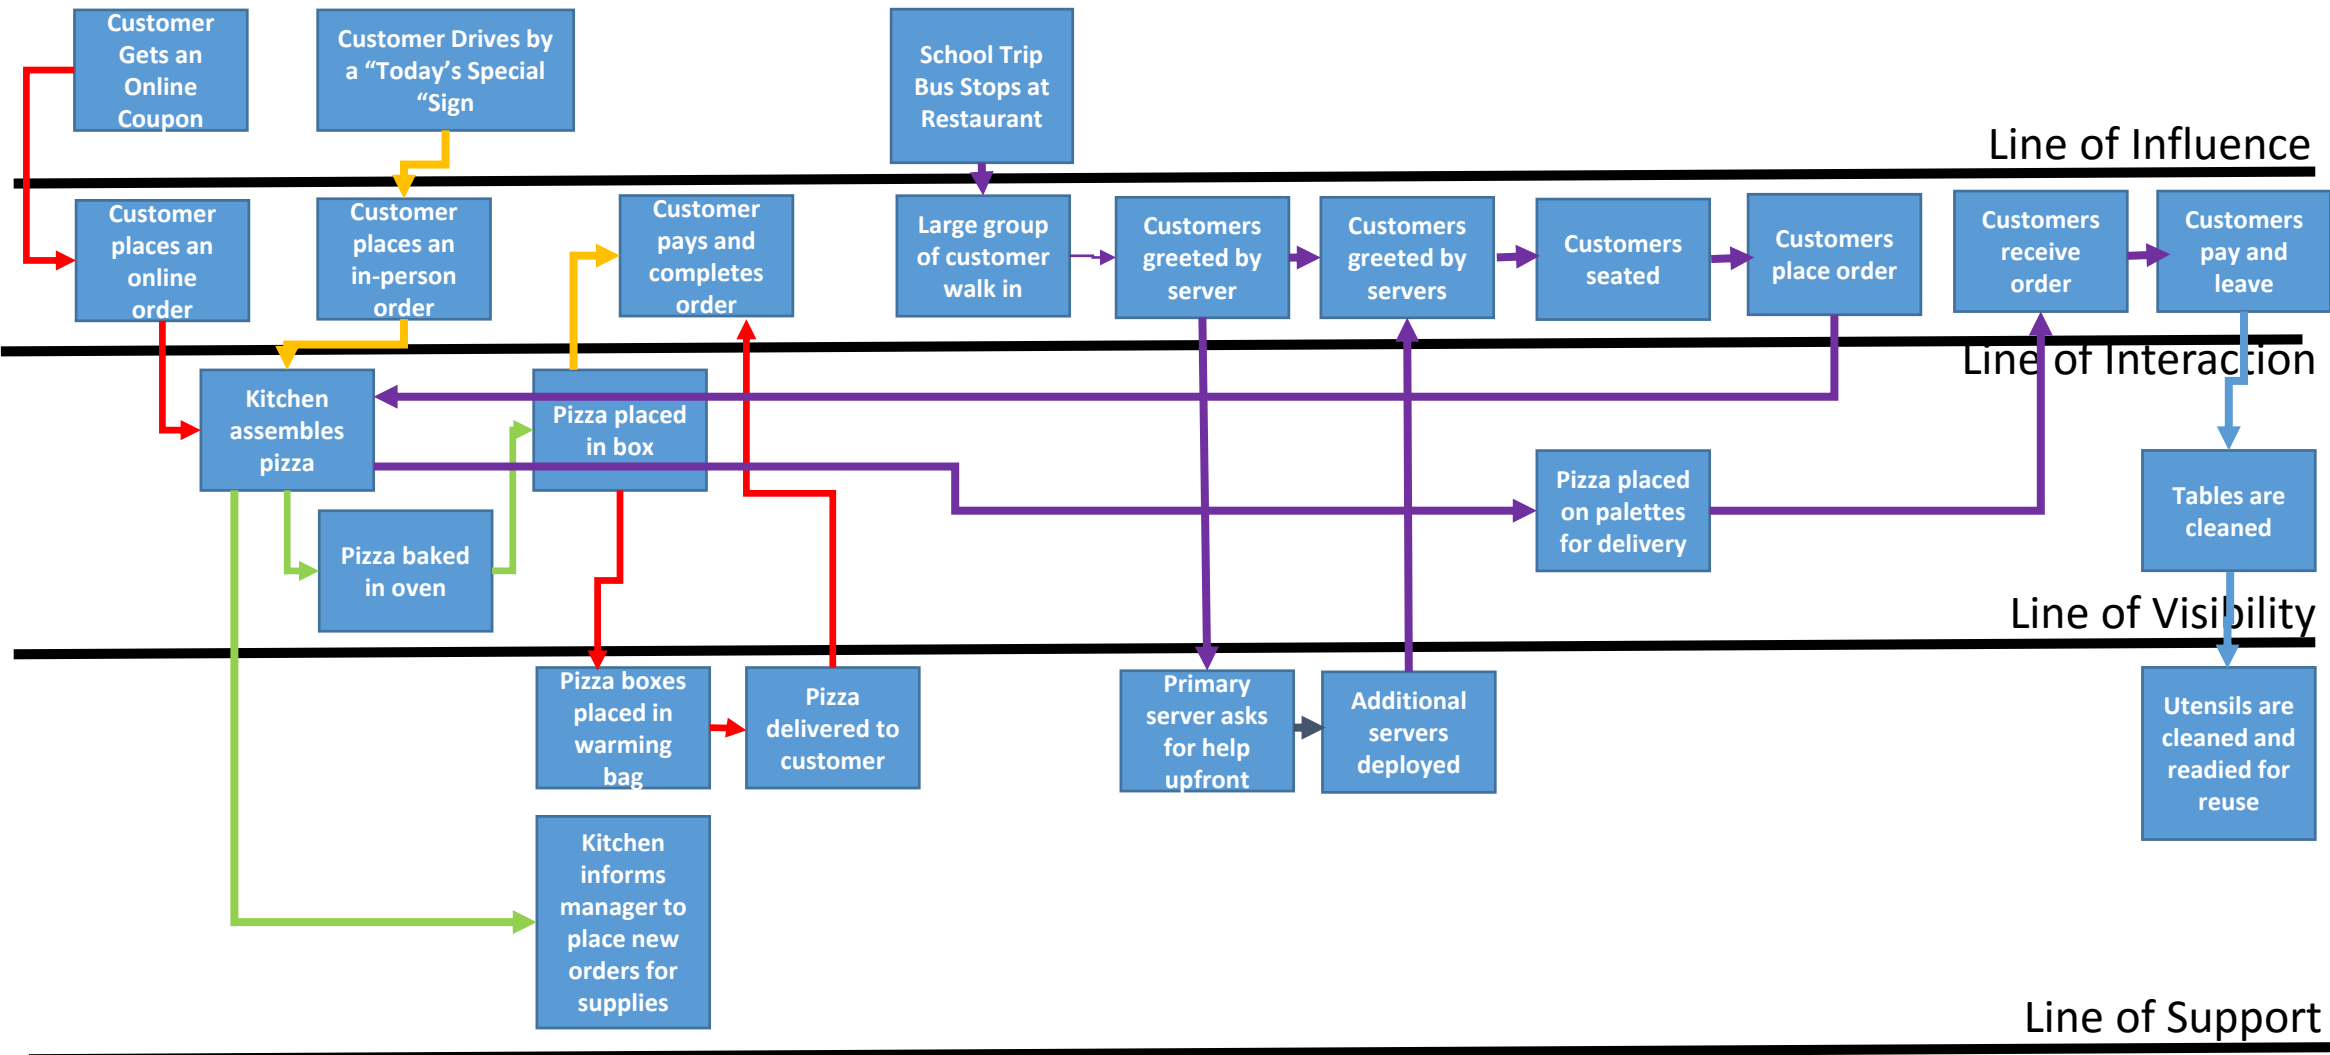 Customer
Gets an
Online
Coupon
Customer Drives by
a “Today’s Special
“Sign
School Trip
Bus Stops at
Restaurant
Line of Influence
Customer
places an
online
order
Customer
places an
in-person
order
Customer
pays and
completes
order
Large group
of customer
walk in
Customers
greeted by
server
Customers
greeted by
servers
Customers
seated
Customers
place order
Customers
receive
order
Customers
pay and
leave
Line of Interaction
Kitchen
assembles
pizza
Pizza placed
in box
Pizza baked
in oven
Pizza placed
on palettes
for delivery
Tables are
cleaned
Line of Visibility
Pizza boxes
placed in
warming
bag
Pizza
delivered to
customer
Primary
server asks
for help
upfront
Additional
servers
deployed
Utensils are
cleaned and
readied for
reuse
Kitchen
informs
manager to
place new
orders for
supplies
Line of Support